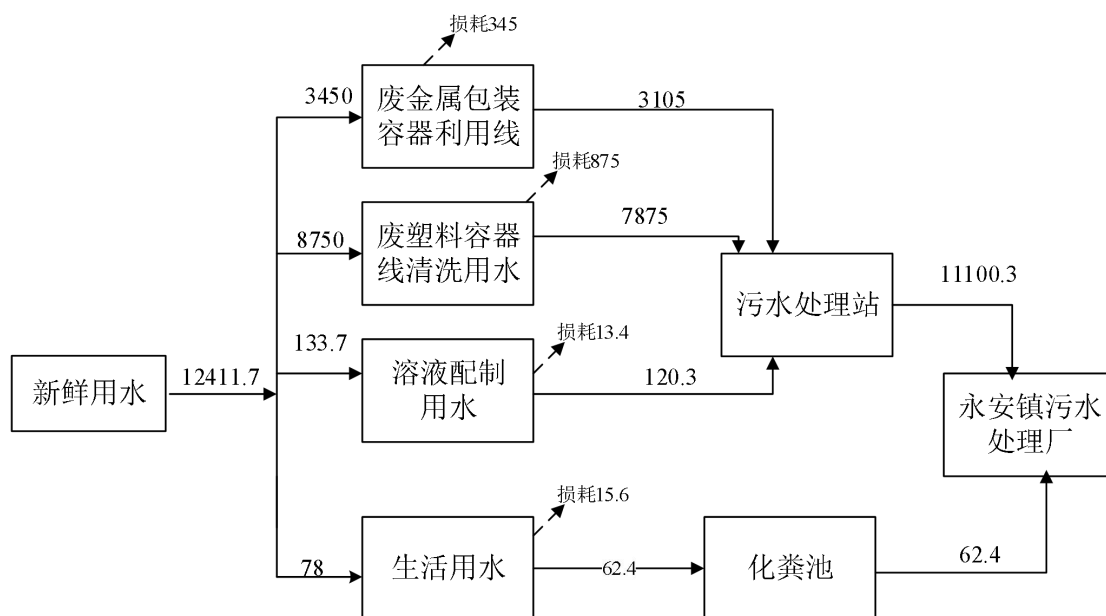 损耗345
3450
废金属包装
容器利用线
3105
损耗875
8750
废塑料容器
线清洗用水
7875
污水处理站
11100.3
新鲜用水
12411.7
133.7
溶液配制
用水
损耗13.4
120.3
永安镇污水
处理厂
损耗15.6
78
生活用水
62.4
化粪池
62.4